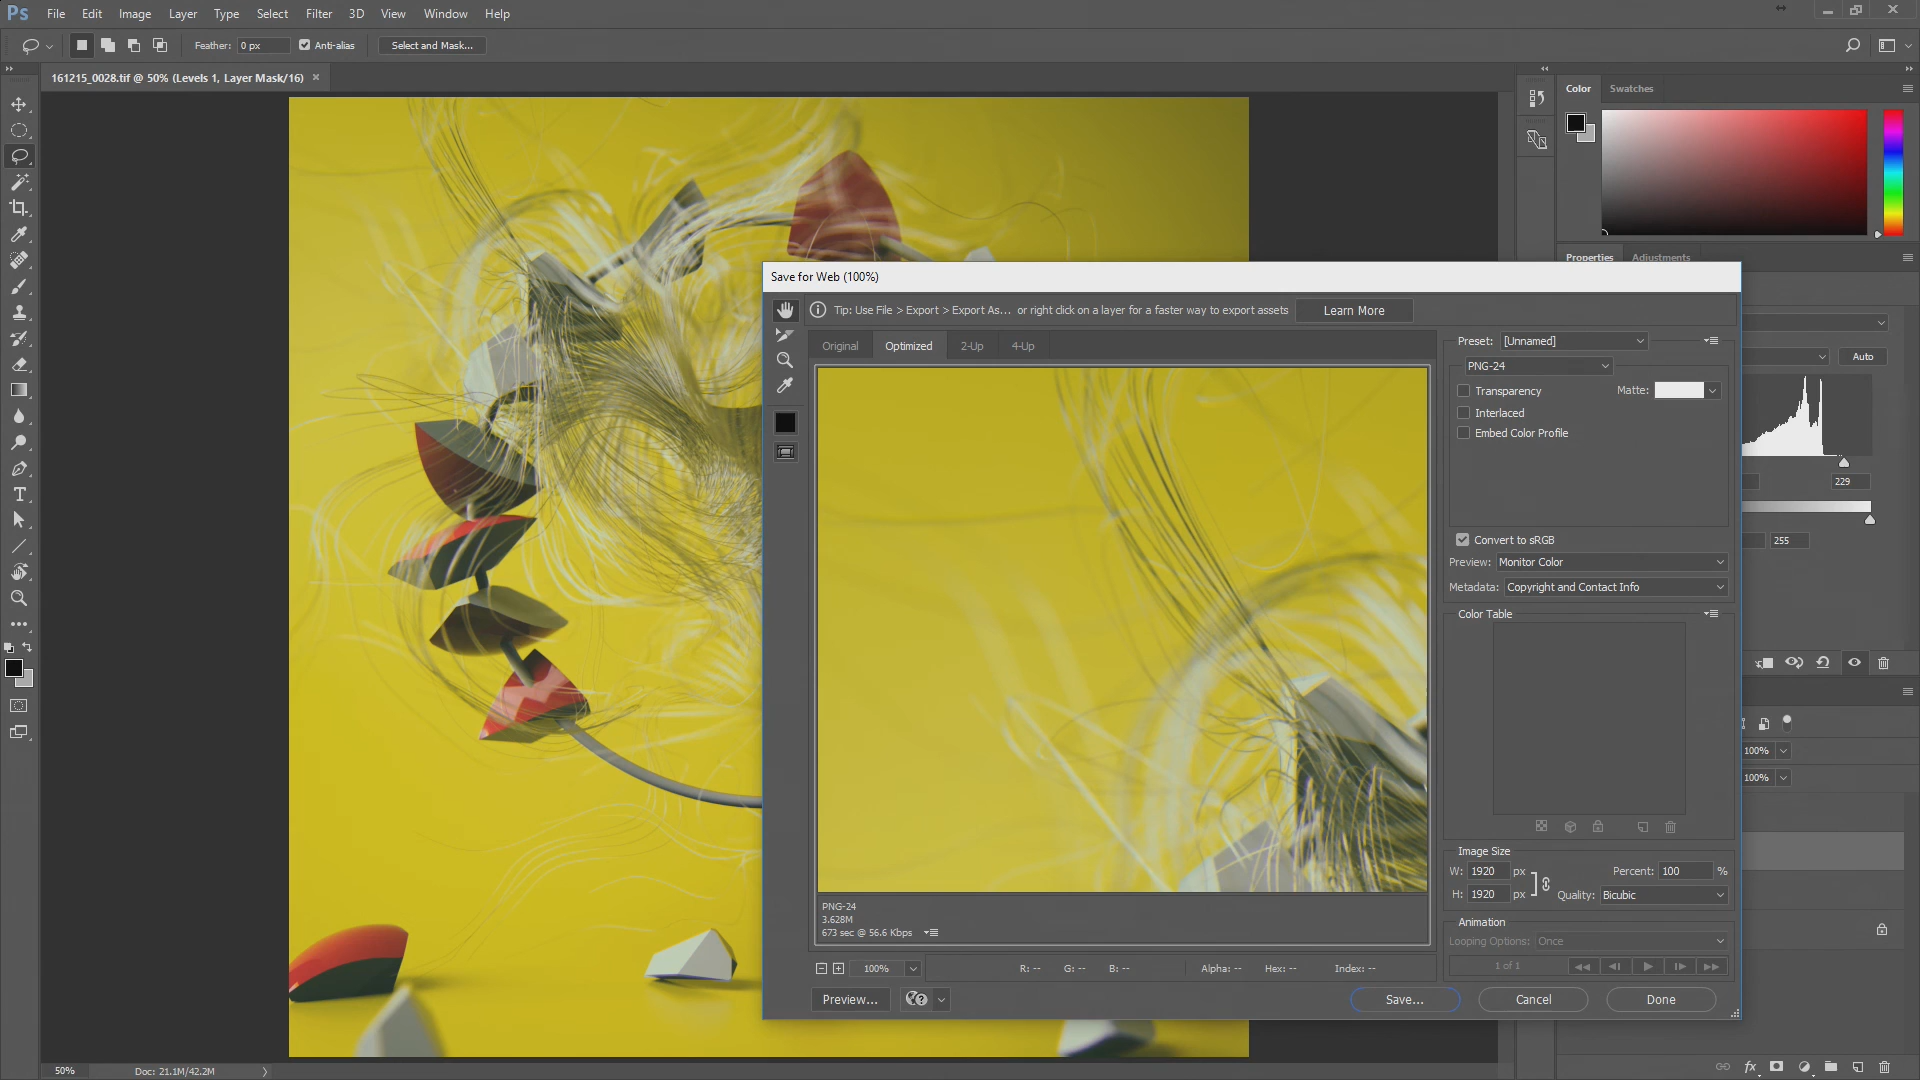 Ps File Edit Image Layer Type Select Filter 3D View Window Help
Feather: 0 px Anti-alias Select and Mask...
161215_0028.tif @ 50% (Levels 1, Layer Mask/16) ×
Color Swatches
Properties Adjustments
Save for Web (100%)
Tip: Use File > Export > Export As... or right click on a layer for a faster way to export assets Learn More
Original Optimized 2-Up 4-Up
Preset: [Unnamed]
PNG-24
Transparency Matte:
Interlaced
Embed Color Profile
Auto
229
255
Convert to sRGB
Preview: Monitor Color
Metadata: Copyright and Contact Info
Color Table
100%
100%
Image Size
W: 1920 px Percent: 100 %
H: 1920 px Quality: Bicubic
PNG-24
3.628M
673 sec @ 56.6 Kbps
Animation
Looping Options: Once
1 of 1
100% R: -- G: -- B: -- Alpha: -- Hex: -- Index: --
Preview... Save... Cancel Done
50% Doc: 21.1M/42.2M
fx